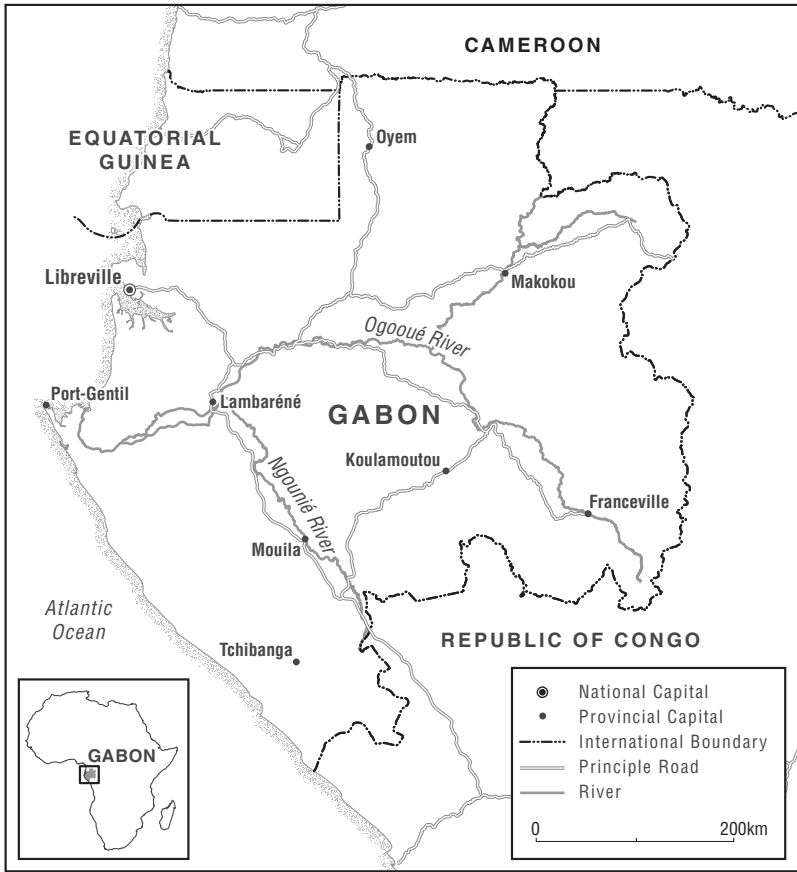 CAMEROON
EQUATORIAL
GUINEA
Oyem
Libreville
Makokou
Ogooué River
Port-Gentil
Lambaréné
GABON
Koulamoutou
Ngounié River
Franceville
Mouila
Atlantic
Ocean
REPUBLIC OF CONGO
Tchibanga
GABON
National Capital
Provincial Capital
International Boundary
Principle Road
River
0 200km